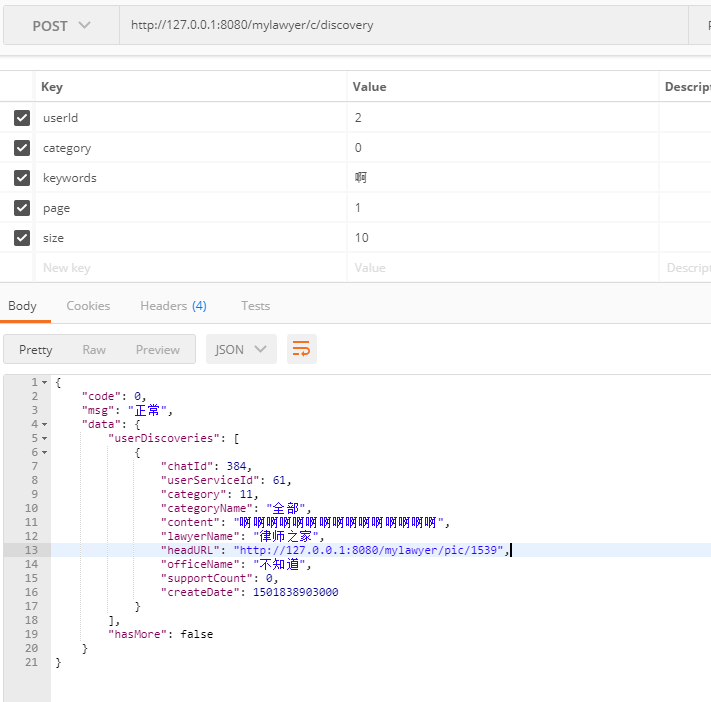 POST http://127.0.0.1:8080/mylawyer/c/discovery
Key Value Descrip
userId 2
category 0
keywords 啊
page 1
size 10
New key Value Descript
Body Cookies Headers (4) Tests
Pretty Raw Preview JSON
1 {
2 "code": 0,
3 "msg": "正常",
4 "data": {
5 "userDiscoveries": [
6 {
7 "chatId": 384,
8 "userServiceId": 61,
9 "category": 11,
10 "categoryName": "全部",
11 "content": "啊啊啊啊啊啊啊啊啊啊啊啊啊啊啊",
12 "lawyerName": "律师之家",
13 "headURL": "http://127.0.0.1:8080/mylawyer/pic/1539",
14 "officeName": "不知道",
15 "supportCount": 0,
16 "createDate": 1501838903000
17 }
18 ],
19 "hasMore": false
20 }
21 }